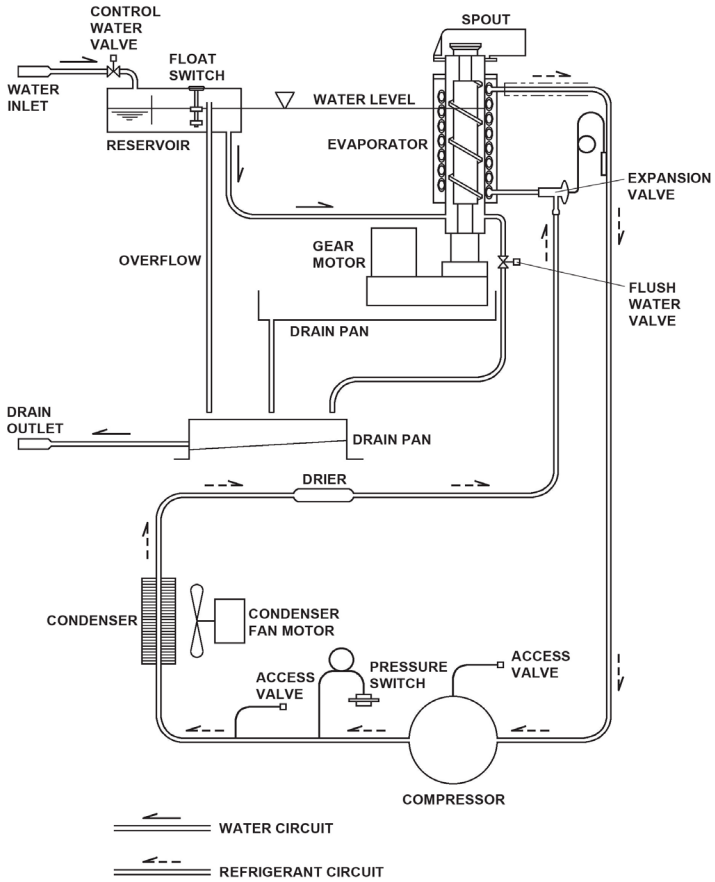 CONTROL
WATER
VALVE
SPOUT
FLOAT
SWITCH
WATER
INLET
WATER LEVEL
RESERVOIR
EVAPORATOR
EXPANSION
VALVE
GEAR
MOTOR
OVERFLOW
FLUSH
WATER
VALVE
DRAIN PAN
DRAIN
OUTLET
DRAIN PAN
DRIER
CONDENSER
CONDENSER
FAN MOTOR
ACCESS
VALVE
PRESSURE
SWITCH
ACCESS
VALVE
COMPRESSOR
WATER CIRCUIT
REFRIGERANT CIRCUIT